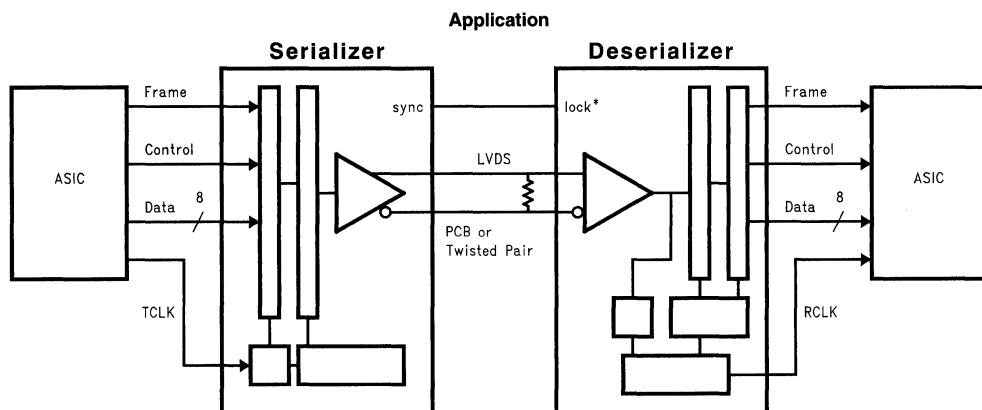 Application
Serializer
Deserializer
Frame
sync
lock*
Frame
Control
LVDS
Control
ASIC
ASIC
Data
8
Data
8
PCB or
Twisted Pair
TCLK
RCLK